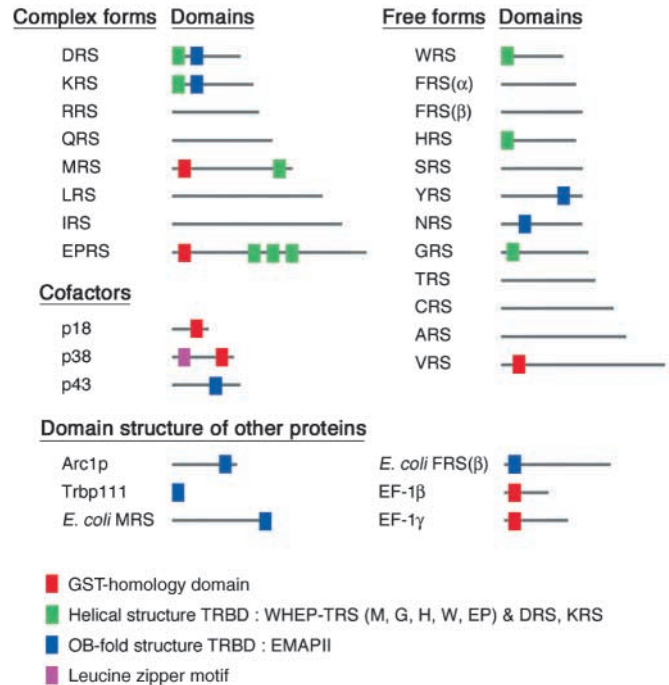 Complex forms Domains
DRS
KRS
RRS
QRS
MRS
LRS
IRS
EPRS
Cofactors
p18
p38
p43
Free forms Domains
WRS
FRS(α)
FRS(β)
HRS
SRS
YRS
NRS
GRS
TRS
CRS
ARS
VRS
Domain structure of other proteins
Arc1p
Trbp111
E. coli MRS
E. coli FRS(β)
EF-1β
EF-1γ
GST-homology domain
Helical structure TRBD : WHEP-TRS (M, G, H, W, EP) & DRS, KRS
OB-fold structure TRBD : EMAPII
Leucine zipper motif